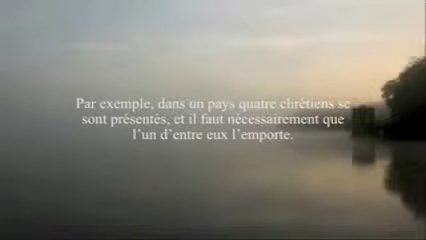 Par exemple, dans un pays quatre chrétiens se
sont présentés, et il faut nécessairement que
l'un d'entre eux l'emporte.